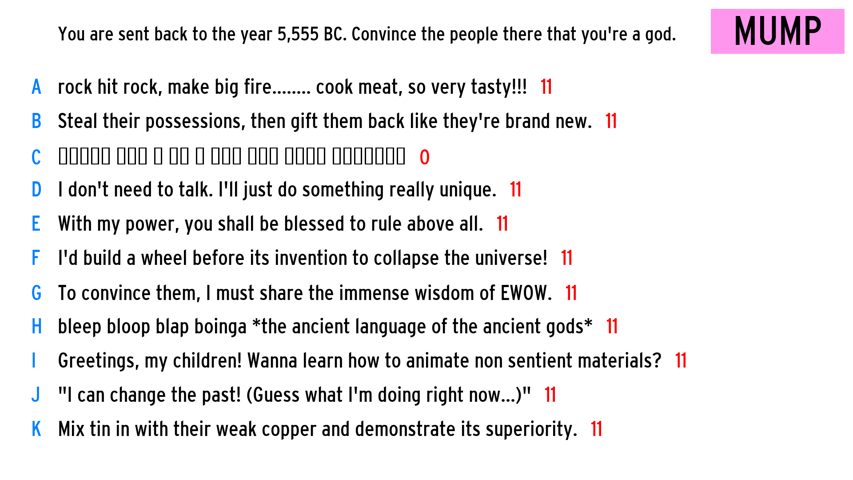 You are sent back to the year 5,555 BC. Convince the people there that you're a god.
MUMP
A rock hit rock, make big fire........ cook meat, so very tasty!!! 11
B Steal their possessions, then gift them back like they're brand new. 11
C 0
D I don't need to talk. I'll just do something really unique. 11
E With my power, you shall be blessed to rule above all. 11
F I'd build a wheel before its invention to collapse the universe! 11
G To convince them, I must share the immense wisdom of EWOW. 11
H bleep bloop blap boinga *the ancient language of the ancient gods* 11
I Greetings, my children! Wanna learn how to animate non sentient materials? 11
J "I can change the past! (Guess what I'm doing right now...)" 11
K Mix tin in with their weak copper and demonstrate its superiority. 11